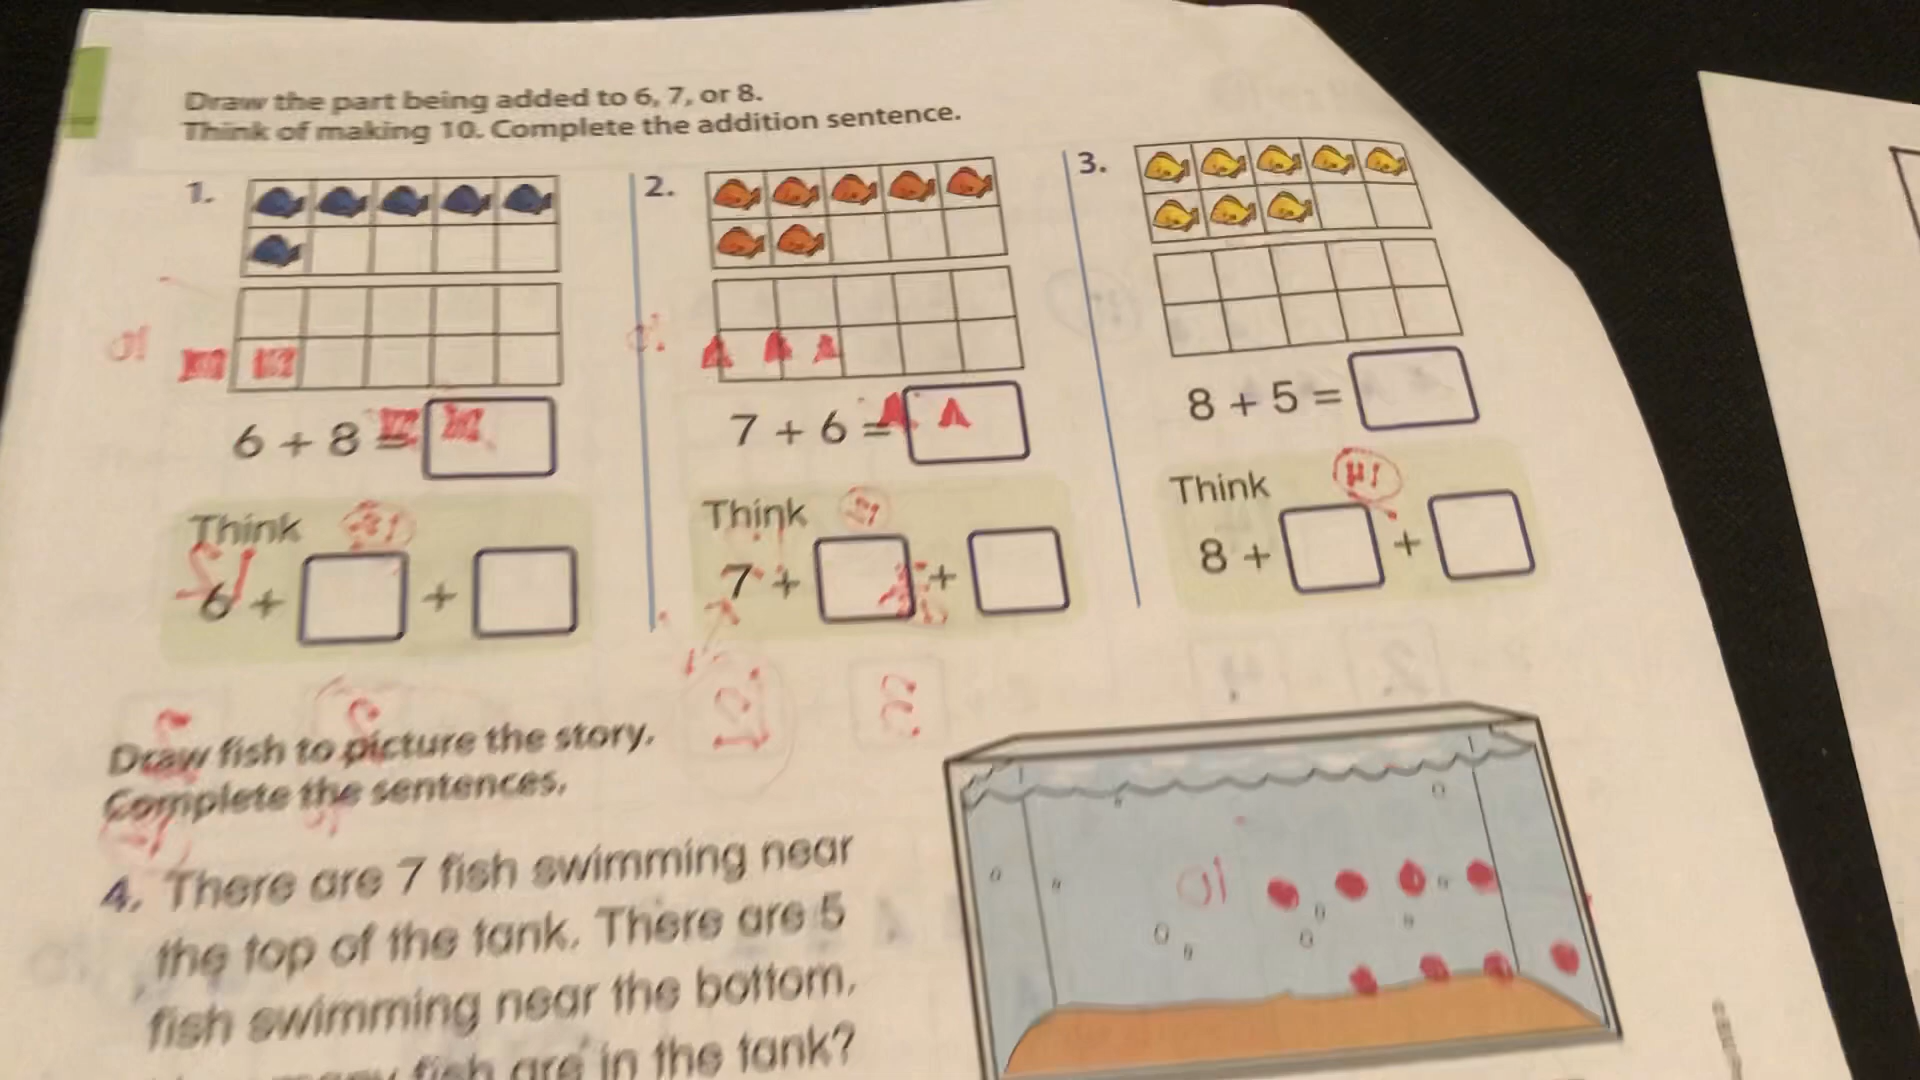 Draw the part being added to 6, 7, or 8.
Think of making 10. Complete the addition sentence.
1.
6 + 8 =
Think
6 + +
2.
7 + 6 =
Think
7 + +
3.
8 + 5 =
Think
8 + +
Draw fish to picture the story.
Complete the sentences.
4. There are 7 fish swimming near
the top of the tank. There are 5
fish swimming near the bottom.
many fish are in the tank?